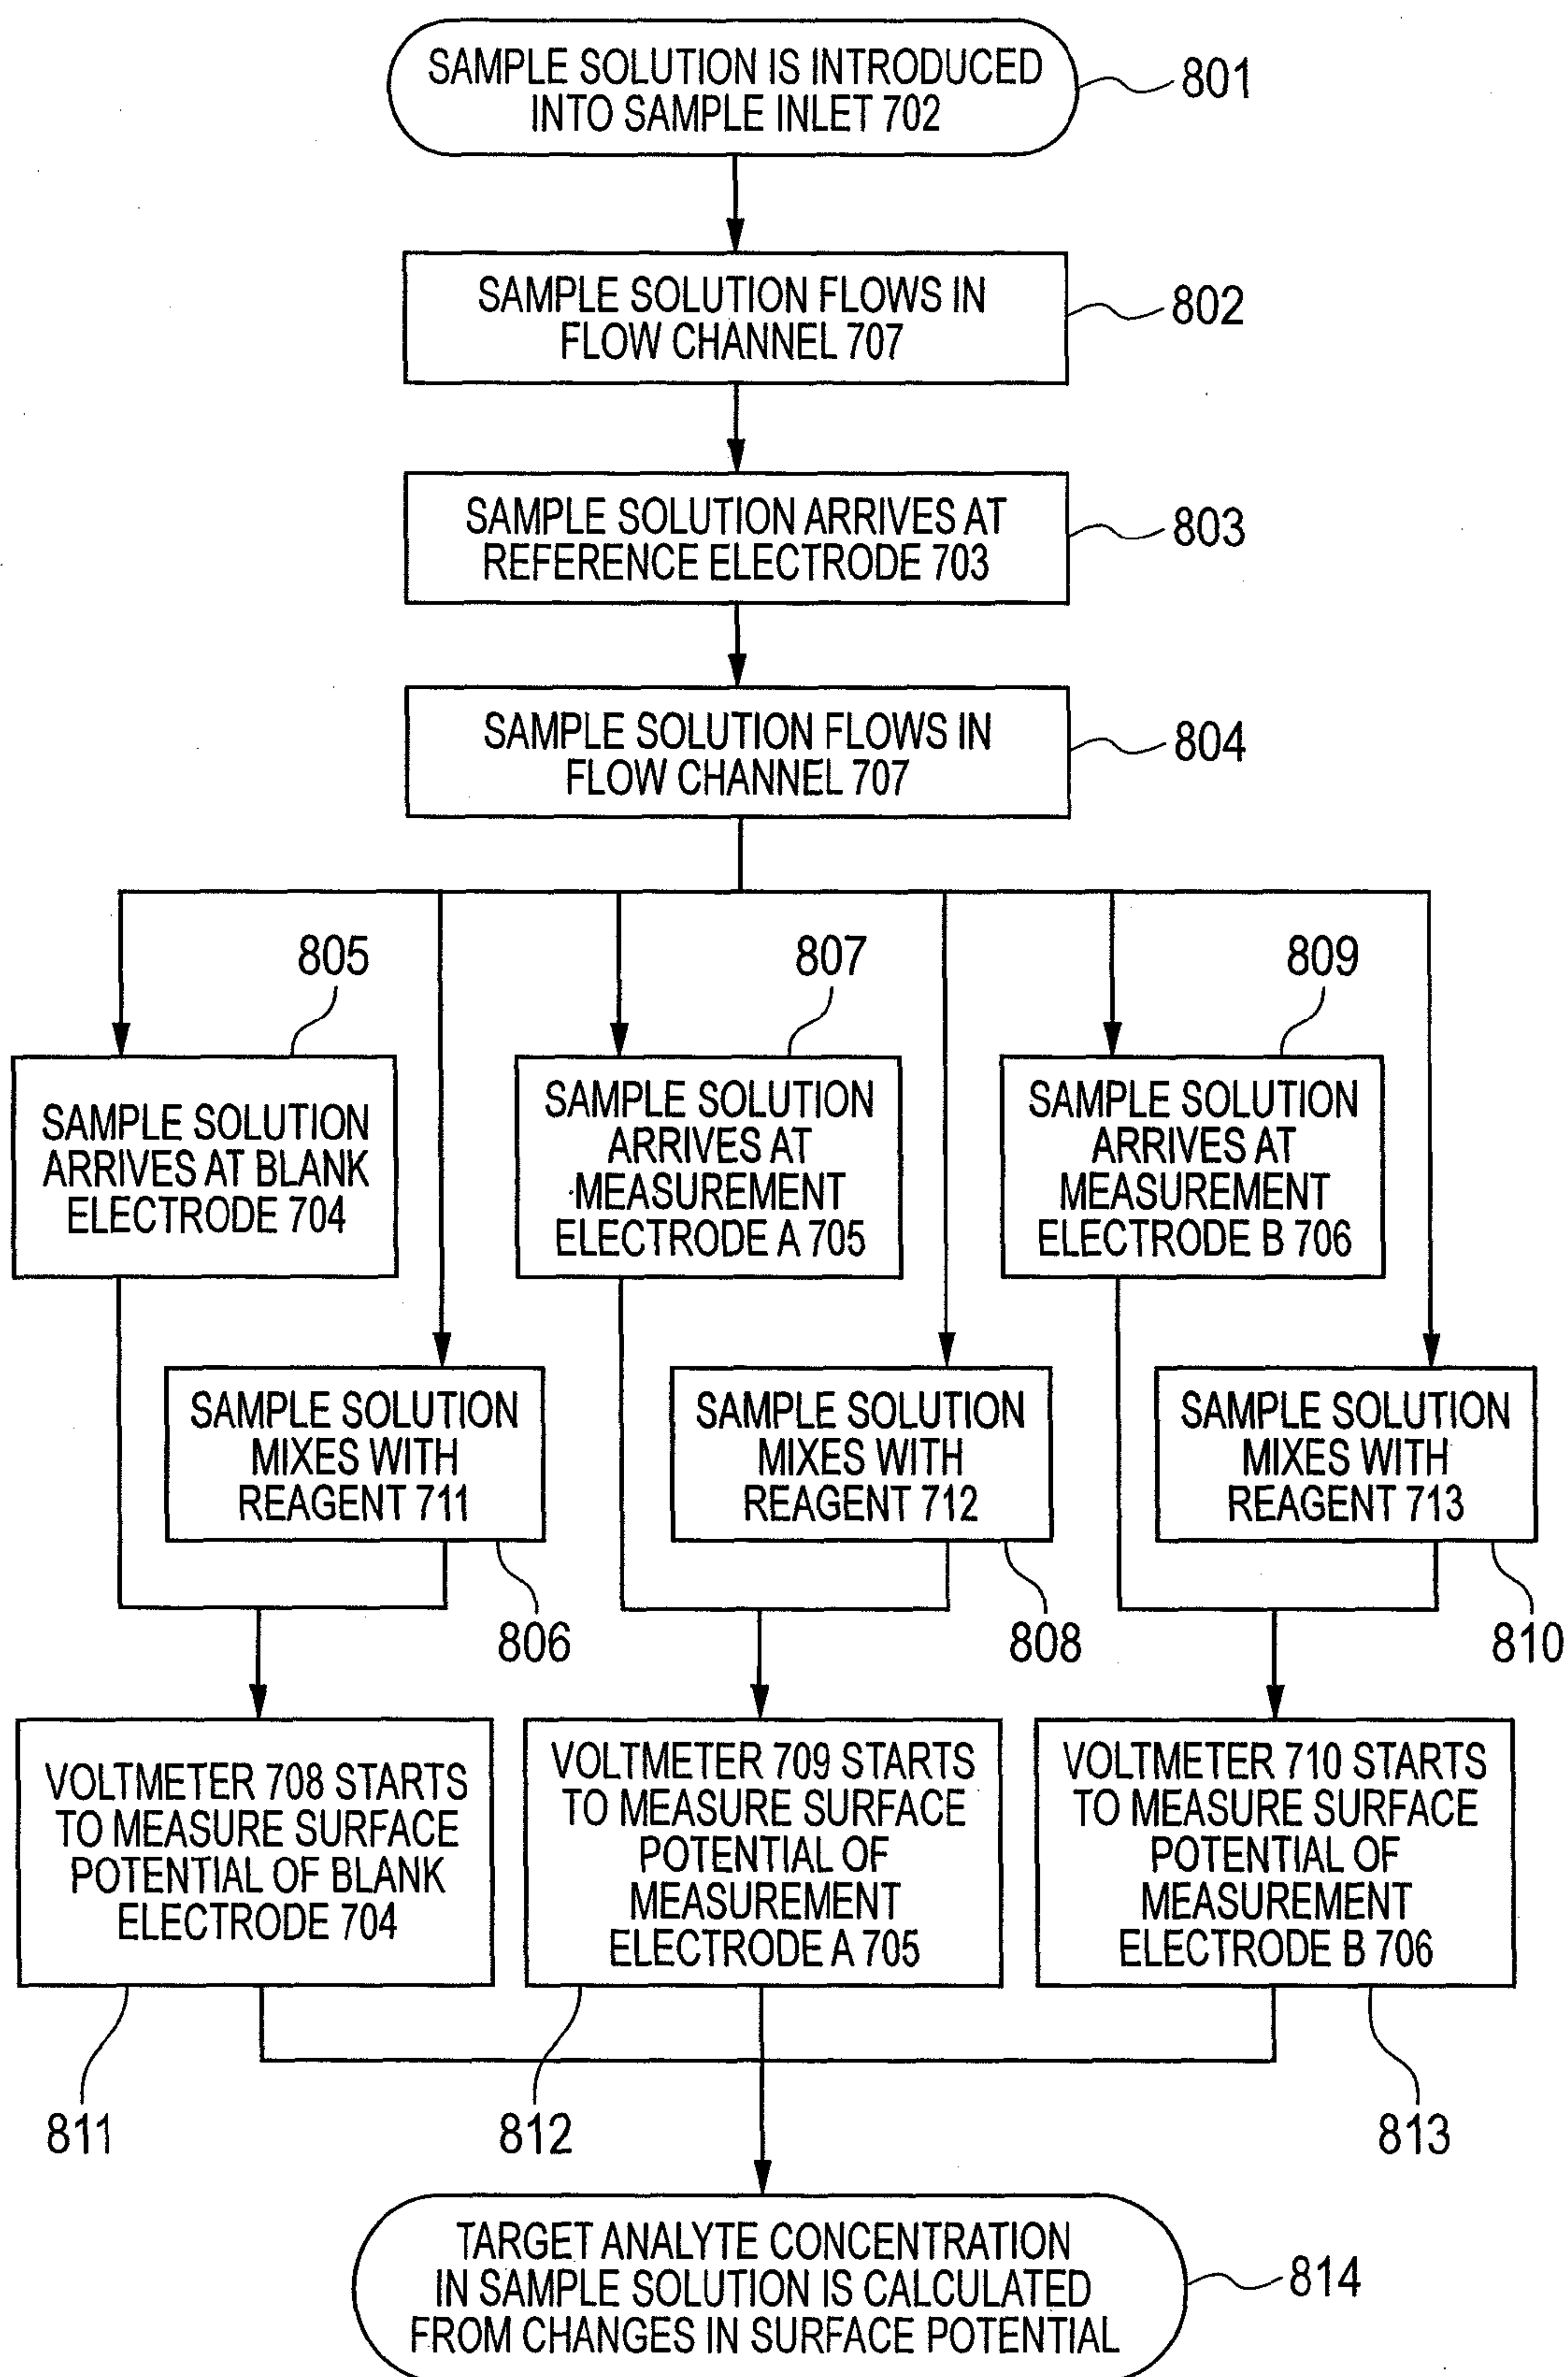 SAMPLE SOLUTION IS INTRODUCED
INTO SAMPLE INLET 702
801
SAMPLE SOLUTION FLOWS IN
FLOW CHANNEL 707
802
SAMPLE SOLUTION ARRIVES AT
REFERENCE ELECTRODE 703
803
SAMPLE SOLUTION FLOWS IN
FLOW CHANNEL 707
804
805
SAMPLE SOLUTION
ARRIVES AT BLANK
ELECTRODE 704
807
SAMPLE SOLUTION
ARRIVES AT
MEASUREMENT
ELECTRODE A 705
809
SAMPLE SOLUTION
ARRIVES AT
MEASUREMENT
ELECTRODE B 706
SAMPLE SOLUTION
MIXES WITH
REAGENT 711
806
SAMPLE SOLUTION
MIXES WITH
REAGENT 712
808
SAMPLE SOLUTION
MIXES WITH
REAGENT 713
810
VOLTMETER 708 STARTS
TO MEASURE SURFACE
POTENTIAL OF BLANK
ELECTRODE 704
811
VOLTMETER 709 STARTS
TO MEASURE SURFACE
POTENTIAL OF
MEASUREMENT
ELECTRODE A 705
812
VOLTMETER 710 STARTS
TO MEASURE SURFACE
POTENTIAL OF
MEASUREMENT
ELECTRODE B 706
813
TARGET ANALYTE CONCENTRATION
IN SAMPLE SOLUTION IS CALCULATED
FROM CHANGES IN SURFACE POTENTIAL
814